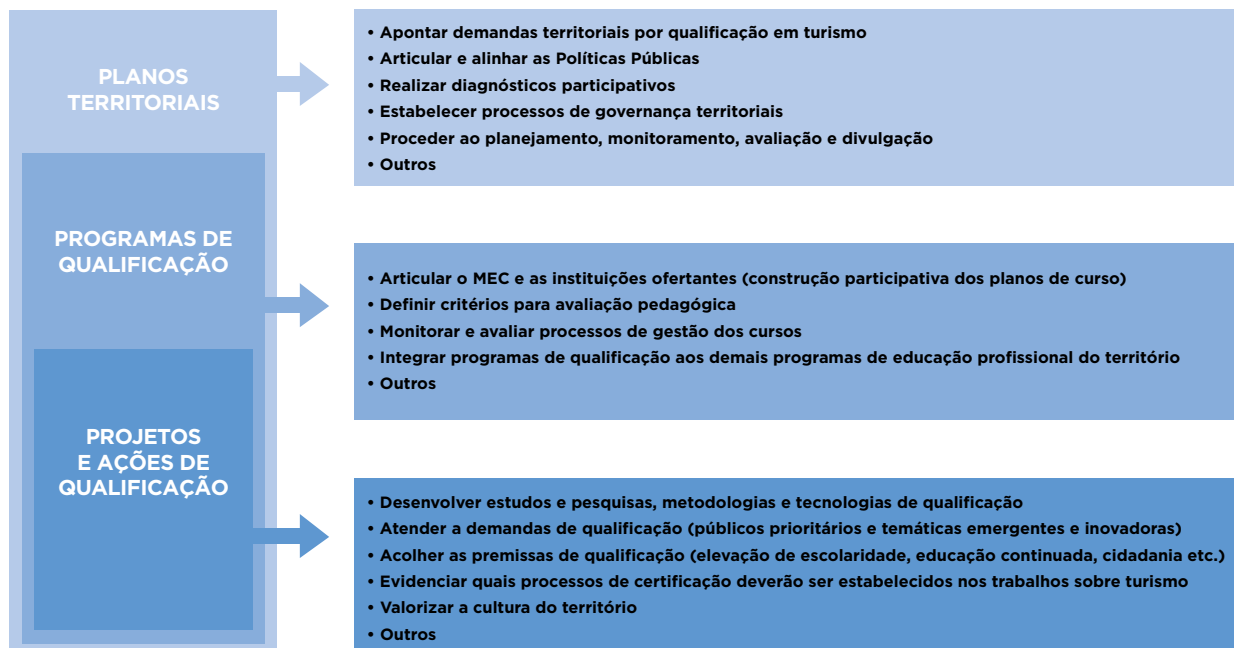 PLANOS
TERRITORIAIS
• Apontar demandas territoriais por qualificação em turismo
• Articular e alinhar as Políticas Públicas
• Realizar diagnósticos participativos
• Estabelecer processos de governança territoriais
• Proceder ao planejamento, monitoramento, avaliação e divulgação
• Outros
PROGRAMAS DE
QUALIFICAÇÃO
• Articular o MEC e as instituições ofertantes (construção participativa dos planos de curso)
• Definir critérios para avaliação pedagógica
• Monitorar e avaliar processos de gestão dos cursos
• Integrar programas de qualificação aos demais programas de educação profissional do território
• Outros
PROJETOS
E AÇÕES DE
QUALIFICAÇÃO
• Desenvolver estudos e pesquisas, metodologias e tecnologias de qualificação
• Atender a demandas de qualificação (públicos prioritários e temáticas emergentes e inovadoras)
• Acolher as premissas de qualificação (elevação de escolaridade, educação continuada, cidadania etc.)
• Evidenciar quais processos de certificação deverão ser estabelecidos nos trabalhos sobre turismo
• Valorizar a cultura do território
• Outros